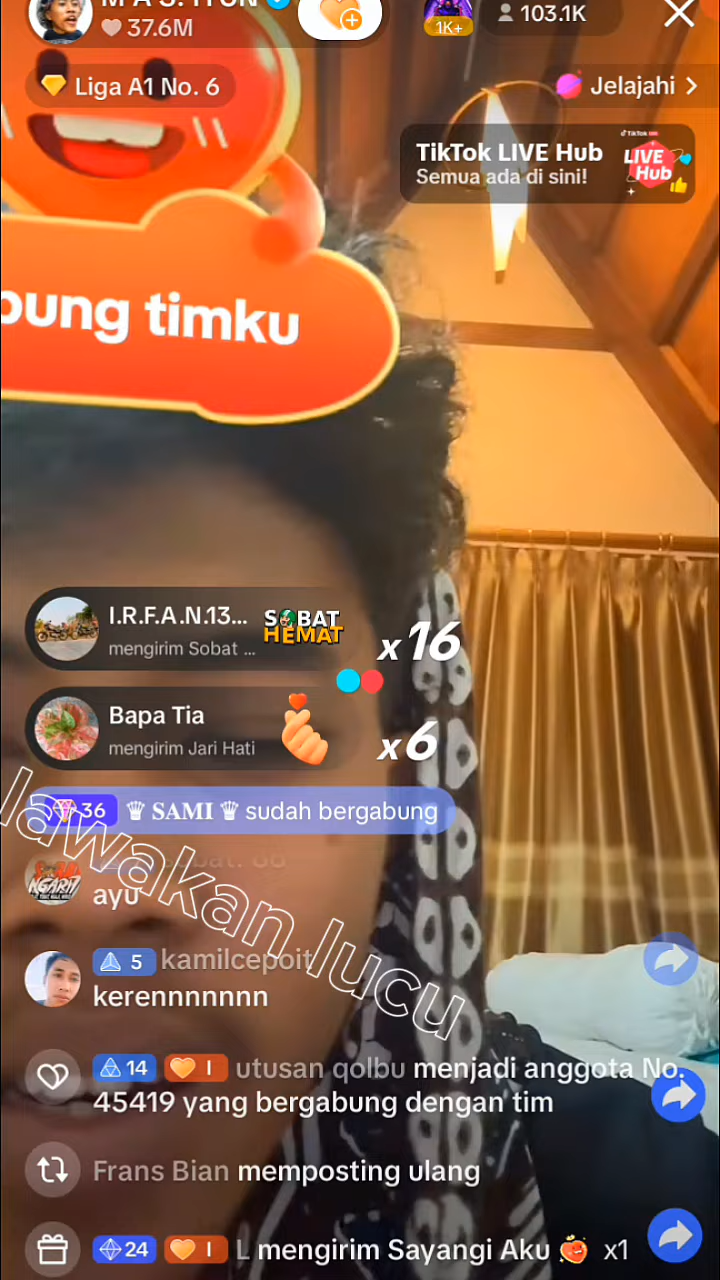 37.6M
1K+
103.1K
Liga A1 No. 6
Jelajahi >
TikTok LIVE Hub
Semua ada di sini!
TikTok
LIVE
Hub
bung timku
I.R.F.A.N.13...
mengirim Sobat ...
SOBAT
HEMAT
x16
Bapa Tia
mengirim Jari Hati
x6
36 ♛ SAMI ♛ sudah bergabung
lawakan lucu
NGARIT
ayu
5 kamilcepoit
kerennnnnnn
14 I utusan qolbu menjadi anggota No.
45419 yang bergabung dengan tim
Frans Bian memposting ulang
24 I L mengirim Sayangi Aku x1